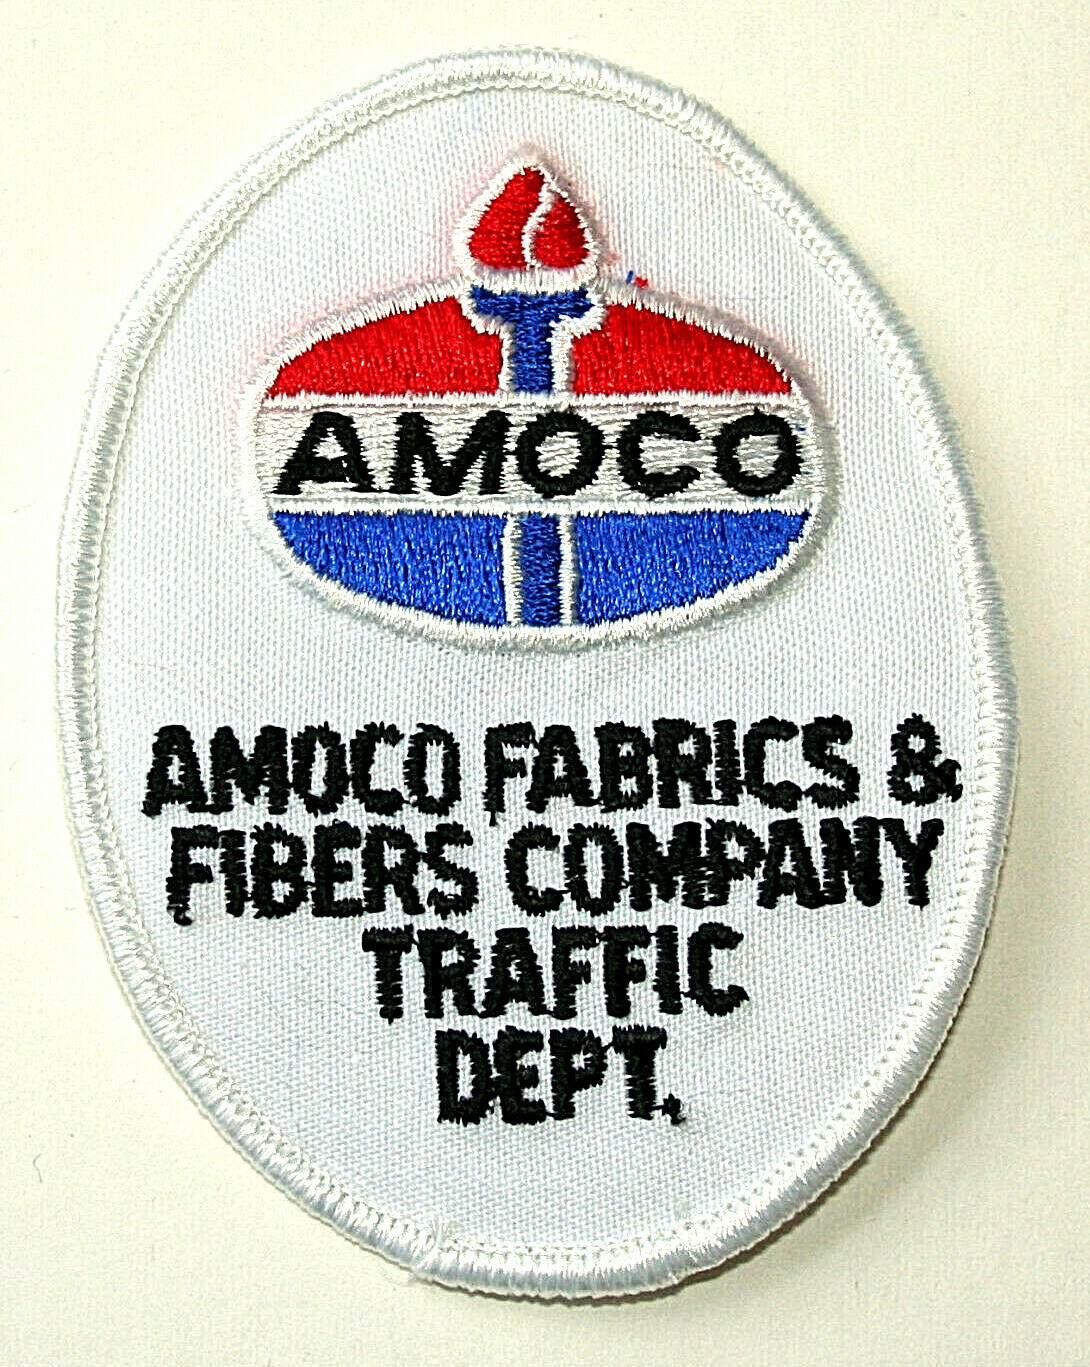 AMOCO
AMOCO FABRICS &
FIBERS COMPANY
TRAFFIC
DEPT.